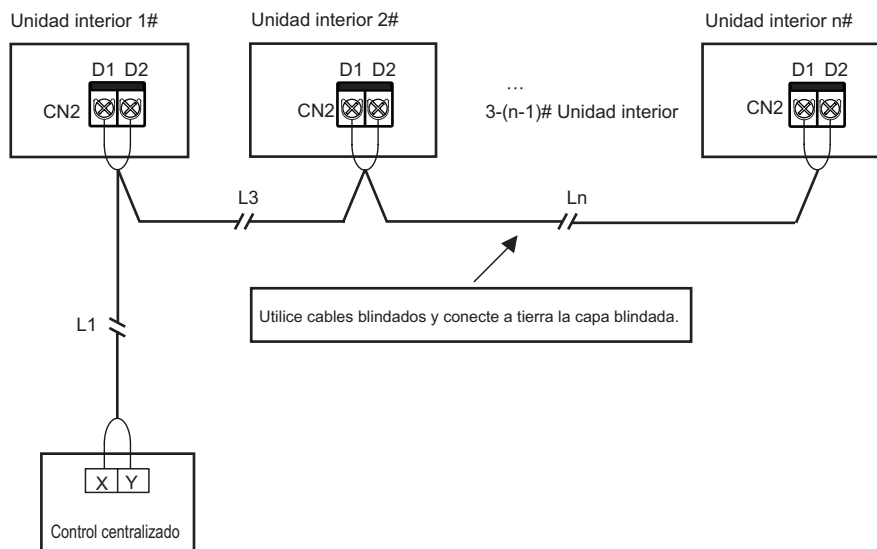 Unidad interior 1#
Unidad interior 2#
Unidad interior n#
D1 D2
D1 D2
D1 D2
CN2
CN2
...
3-(n-1)# Unidad interior
CN2
L3
Ln
Utilice cables blindados y conecte a tierra la capa blindada.
L1
X Y
Control centralizado